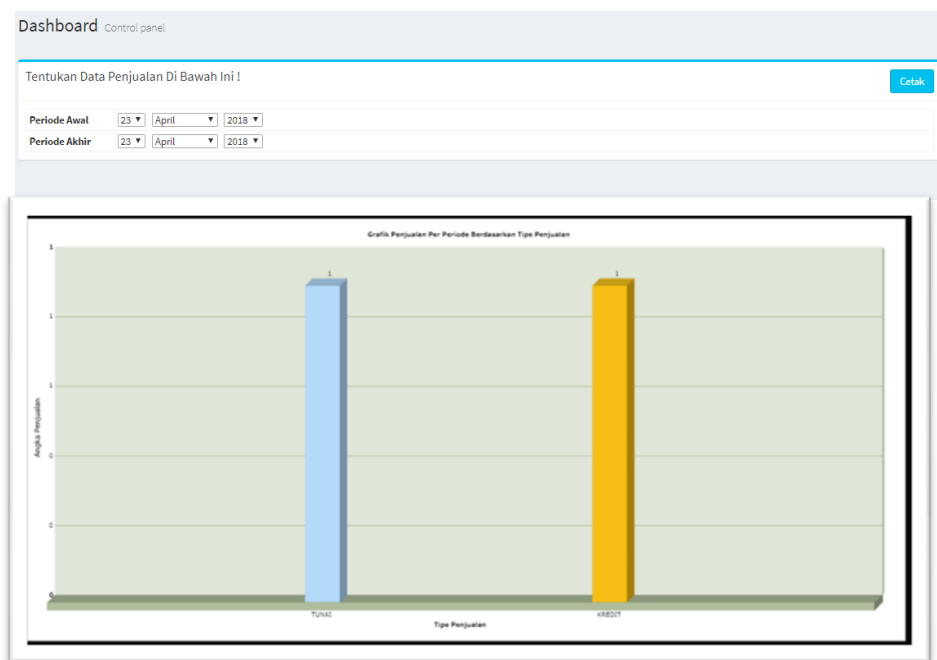 Dashboard Control panel
Tentukan Data Penjualan Di Bawah Ini !
Cetak
Periode Awal 23 April 2018
Periode Akhir 23 April 2018
Grafik Penjualan Per Periode Berdasarkan Tipe Penjualan
1
1
1
0
0
0
Angka Penjualan
1
1
TUNAI
KREDIT
Tipe Penjualan